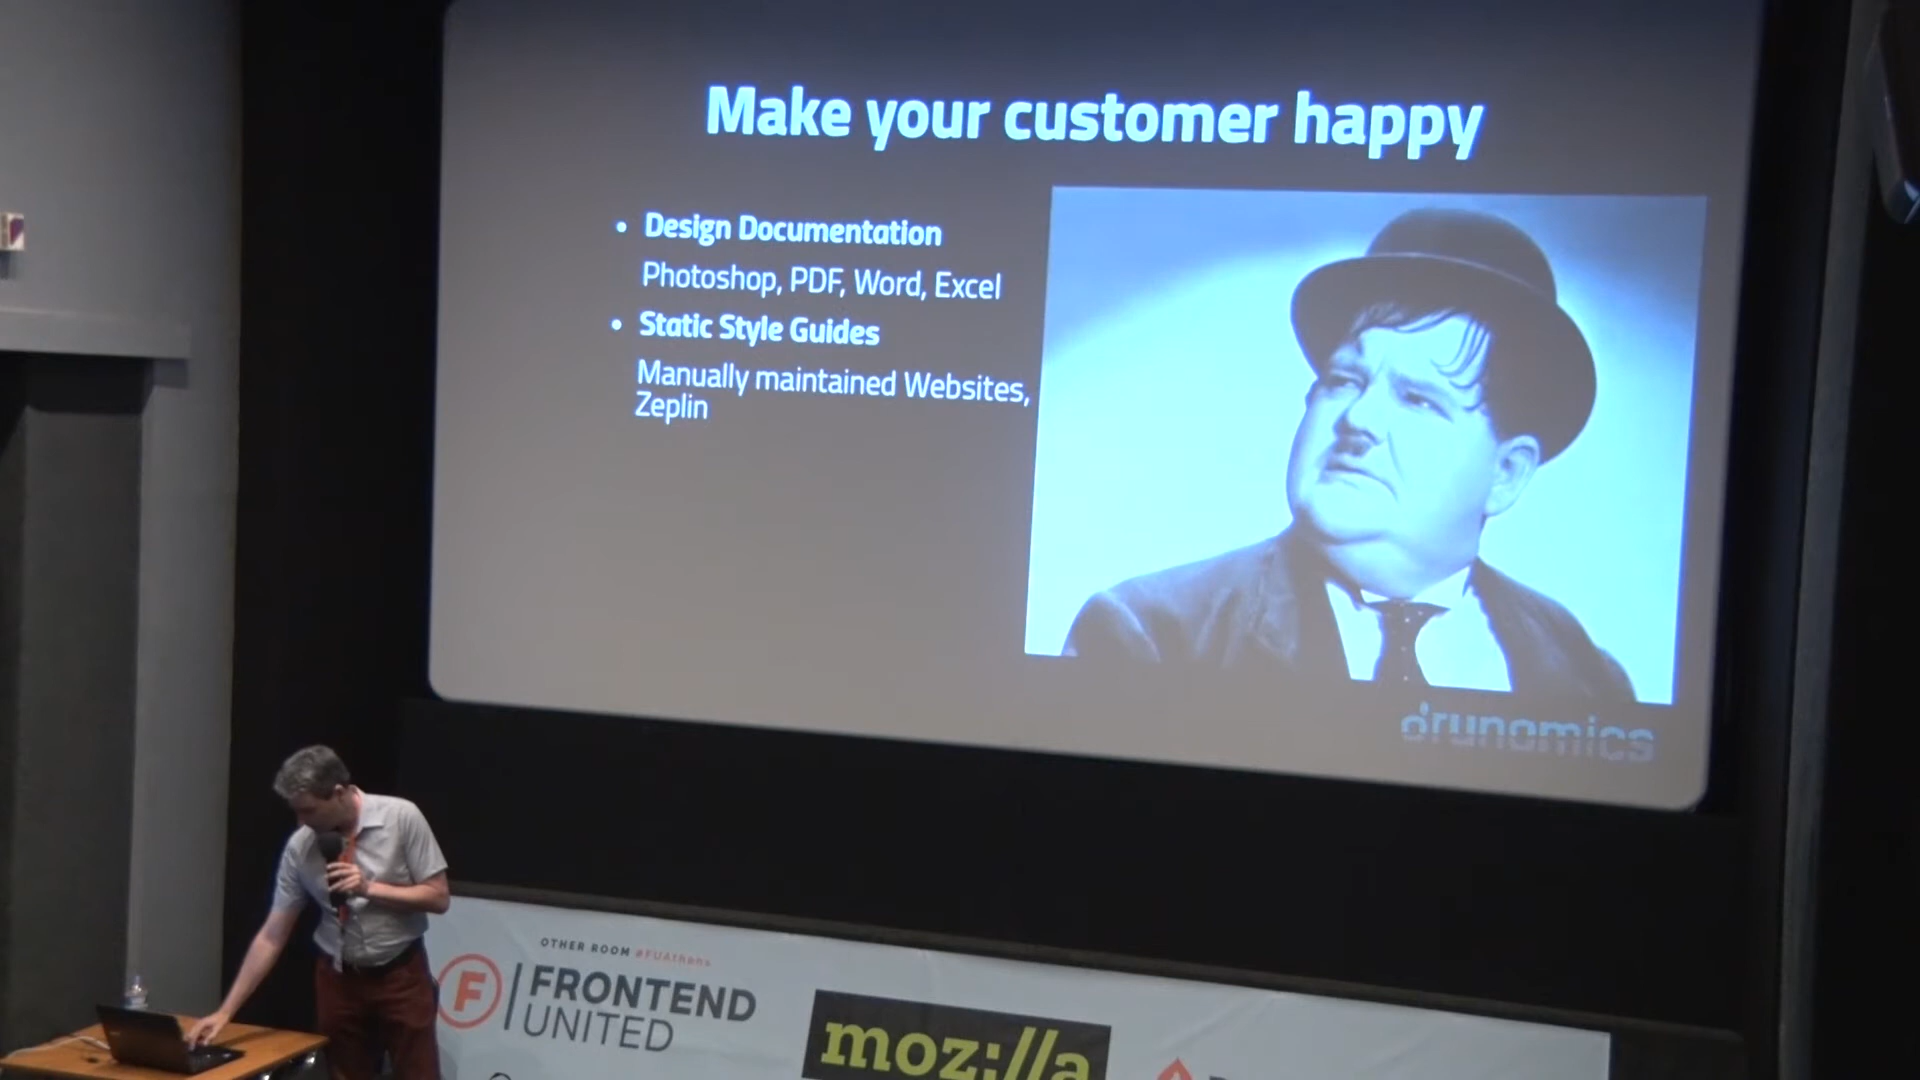 Make your customer happy
• Design Documentation
Photoshop, PDF, Word, Excel
• Static Style Guides
Manually maintained Websites,
Zeplin
drunomics
OTHER ROOM #FUAthens
F
FRONTEND
UNITED
moz://a